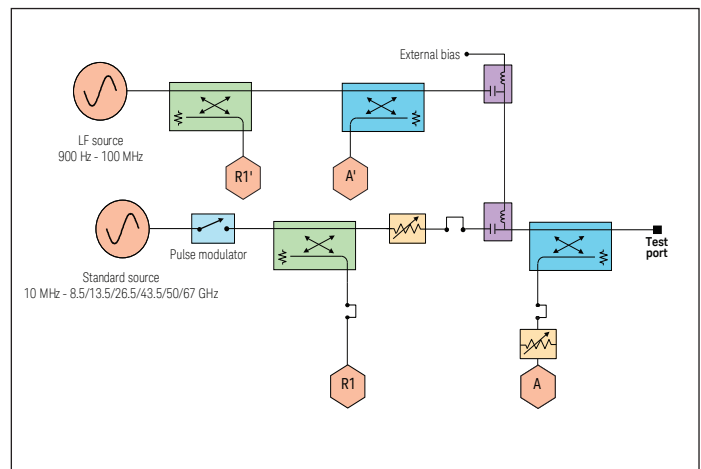 External bias
LF source
900 Hz - 100 MHz
R1'
A'
Pulse modulator
Test
port
Standard source
10 MHz - 8.5/13.5/26.5/43.5/50/67 GHz
R1
A